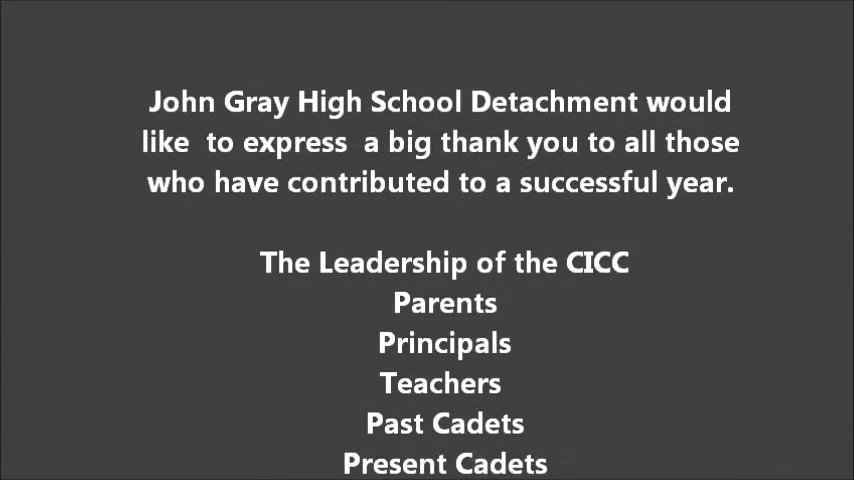 John Gray High School Detachment would
like to express a big thank you to all those
who have contributed to a successful year.
The Leadership of the CICC
Parents
Principals
Teachers
Past Cadets
Present Cadets